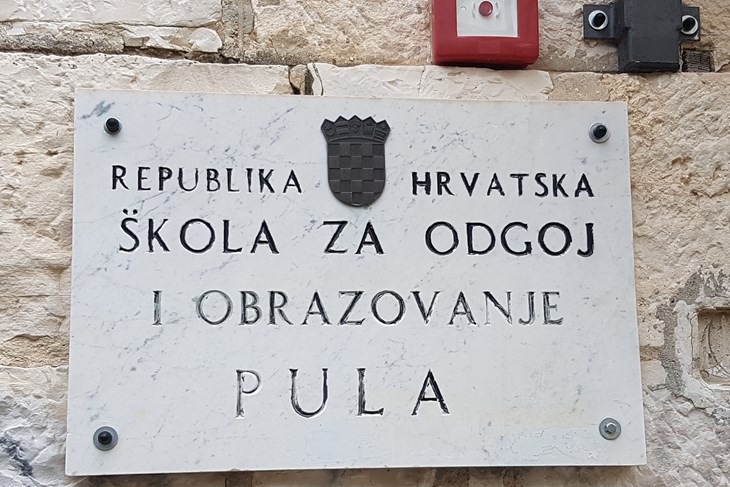 REPUBLIKA HRVATSKA
ŠKOLA ZA ODGOJ
I OBRAZOVANJE
PULA